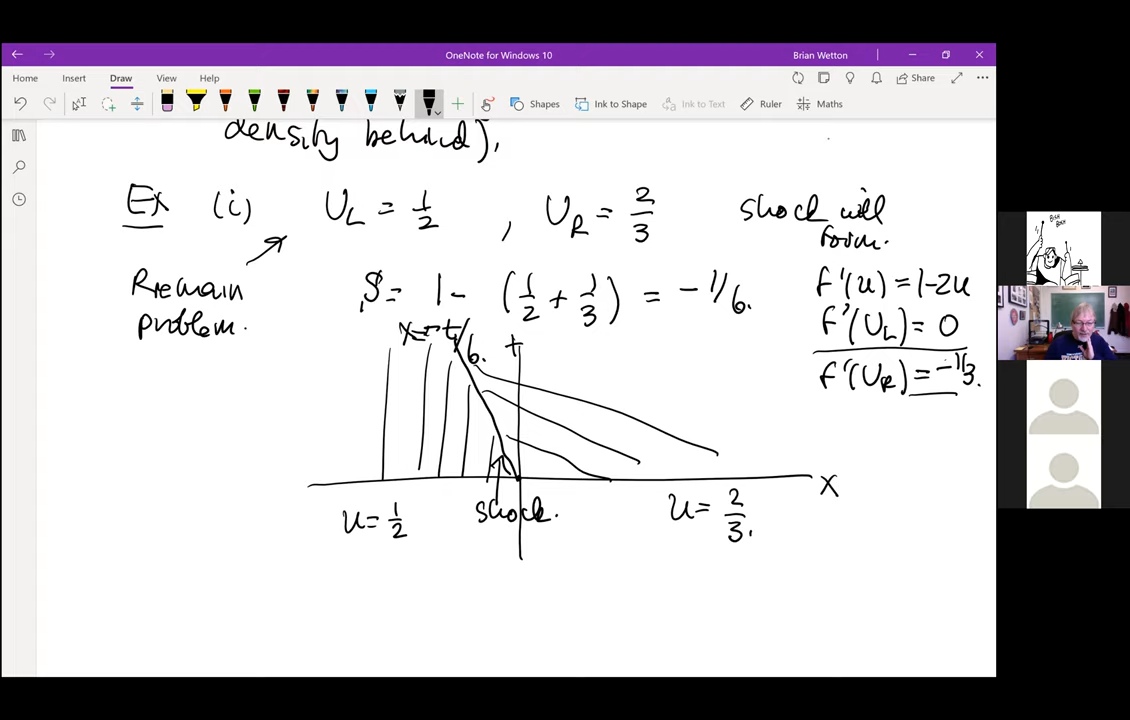 OneNote for Windows 10
Brian Wetton
Home Insert Draw View Help
Share
Shapes Ink to Shape Ink to Text Ruler Maths
density behind),
Ex (i) U_L = 1/2 , U_R = 2/3 shock will
form.
Remain
problem.
S = 1 - (1/2 + 1/3) = -1/6.
f'(u) = 1-2u
f'(U_L) = 0
f'(U_R) = -1/3.
x = -t/6. t
x
u = 1/2 shock. u = 2/3.